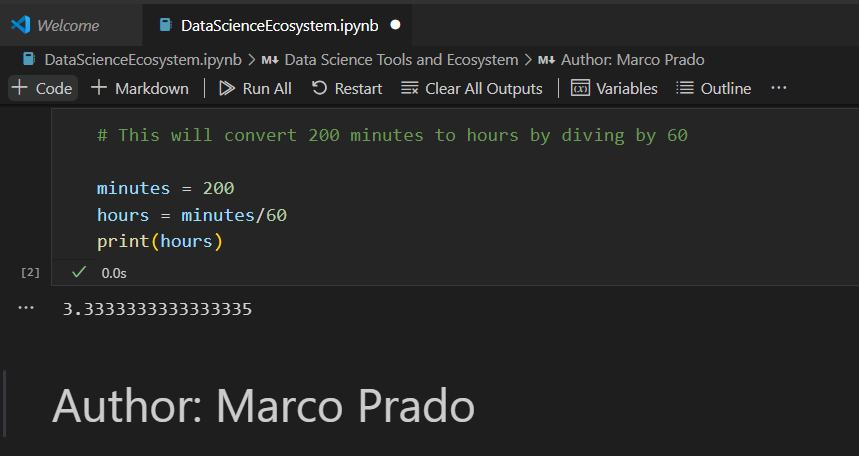 Welcome DataScienceEcosystem.ipynb
DataScienceEcosystem.ipynb > M↓ Data Science Tools and Ecosystem > M↓ Author: Marco Prado
+ Code + Markdown | Run All Restart Clear All Outputs | Variables Outline ...
# This will convert 200 minutes to hours by diving by 60
minutes = 200
hours = minutes/60
print(hours)
[2] ✓ 0.0s
... 3.3333333333333335
Author: Marco Prado